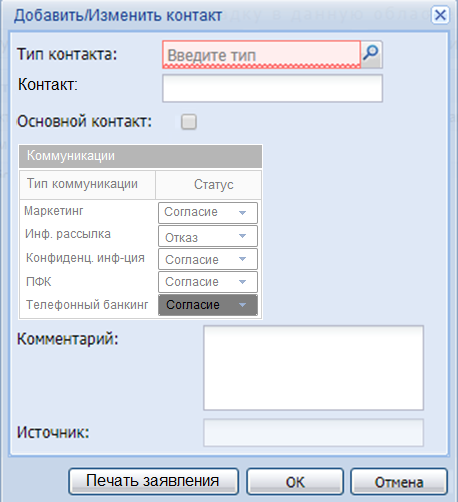 Добавить/Изменить контакт
Тип контакта: Введите тип
Контакт:
Основной контакт:
Коммуникации
Тип коммуникации Статус
Маркетинг Согласие
Инф. рассылка Отказ
Конфиденц. инф-ция Согласие
ПФК Согласие
Телефонный банкинг Согласие
Комментарий:
Источник:
Печать заявления OK Отмена